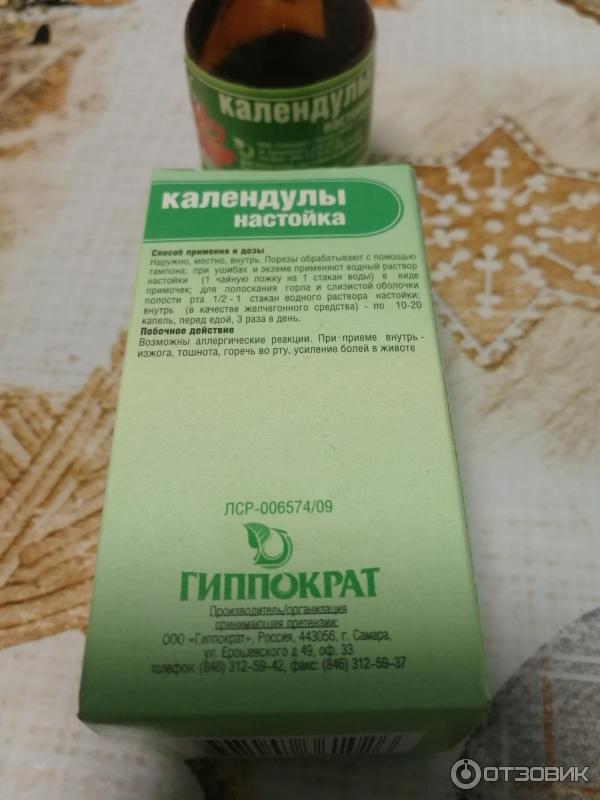 календулы
настойка
календулы
настойка
Способ применения и дозы
Наружно, местно, внутрь. Порезы обрабатывают с помощью
тампона; при ушибах и экземе применяют водный раствор
настойки (1 чайную ложку на 1 стакан воды) в виде
примочек; для полоскания горла и слизистой оболочки
полости рта 1/2 - 1 стакан водного раствора настойки;
внутрь (в качестве желчегонного средства) - по 10-20
капель, перед едой, 3 раза в день.
Побочное действие
Возможны аллергические реакции. При приеме внутрь -
изжога, тошнота, горечь во рту, усиление болей в животе
ЛСР-006574/09
ГИППОКРАТ
Производитель/организация
принимающая претензии:
ООО «Гиппократ», Россия, 443056, г. Самара,
ул. Ерошевского д 49, оф. 33
телефон: (846) 312-59-42, факс: (846) 312-59-37
ОТЗОВИК